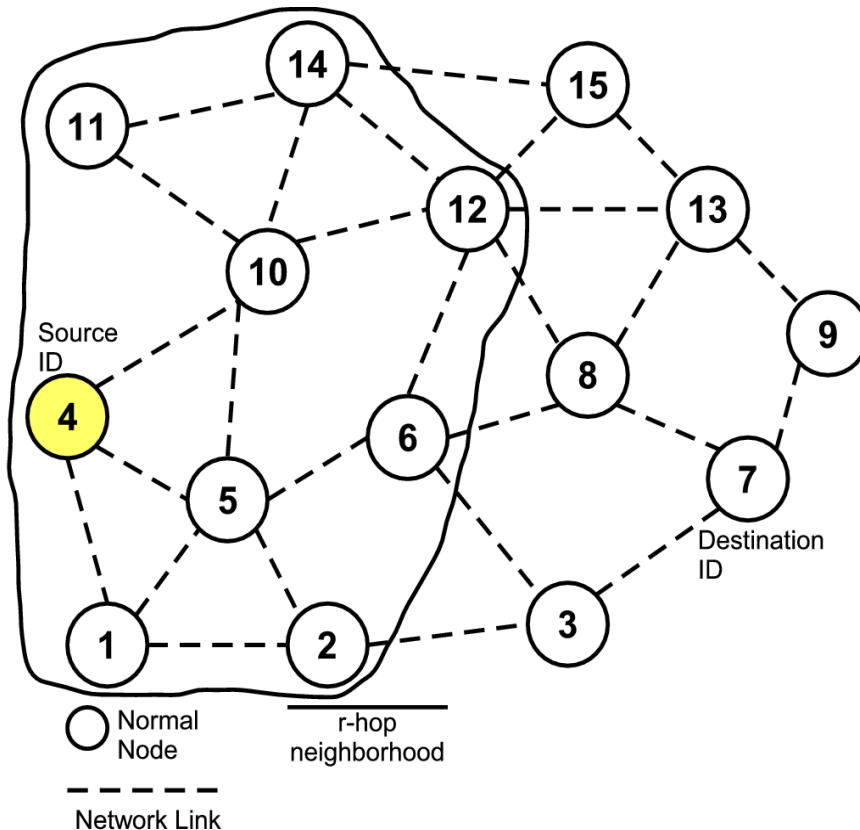 14
15
11
12
13
10
Source
ID
9
8
4
6
7
5
Destination
ID
3
1
2
Normal
Node
r-hop
neighborhood
Network Link